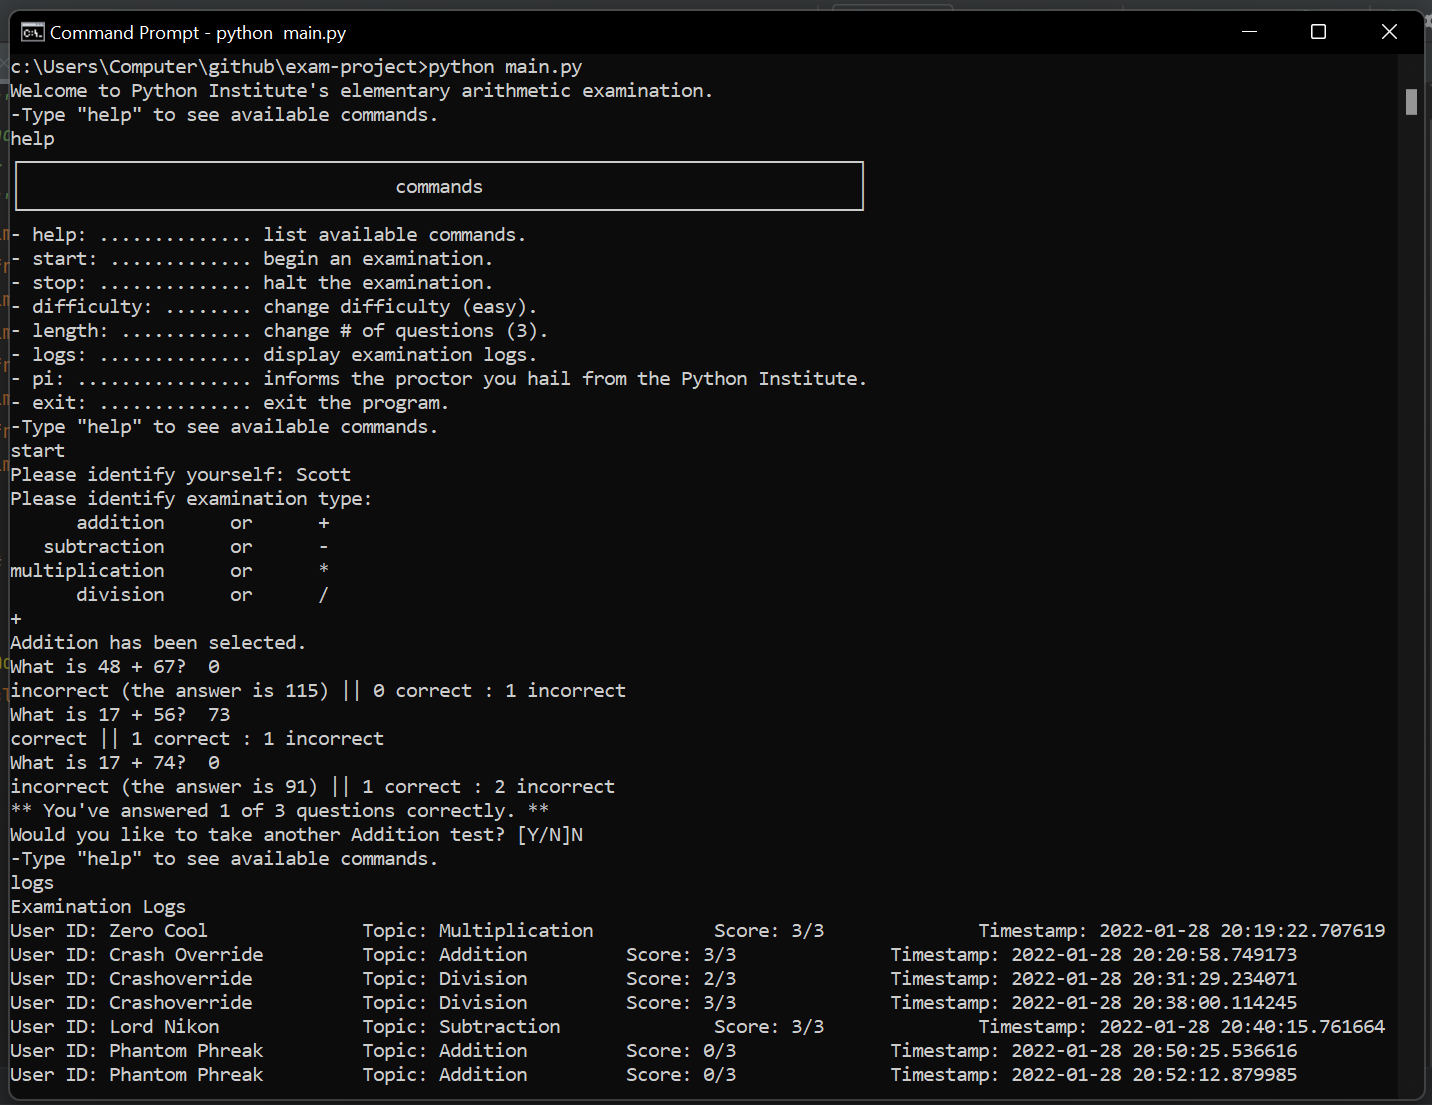 Command Prompt - python  main.py
c:\Users\Computer\github\exam-project>python main.py
Welcome to Python Institute's elementary arithmetic examination.
-Type "help" to see available commands.
help
commands
- help: .............. list available commands.
- start: ............. begin an examination.
- stop: .............. halt the examination.
- difficulty: ........ change difficulty (easy).
- length: ............ change # of questions (3).
- logs: .............. display examination logs.
- pi: ................ informs the proctor you hail from the Python Institute.
- exit: .............. exit the program.
-Type "help" to see available commands.
start
Please identify yourself: Scott
Please identify examination type:
      addition      or      +
   subtraction      or      -
multiplication      or      *
      division      or      /
+
Addition has been selected.
What is 48 + 67?  0
incorrect (the answer is 115) || 0 correct : 1 incorrect
What is 17 + 56?  73
correct || 1 correct : 1 incorrect
What is 17 + 74?  0
incorrect (the answer is 91) || 1 correct : 2 incorrect
** You've answered 1 of 3 questions correctly. **
Would you like to take another Addition test? [Y/N]N
-Type "help" to see available commands.
logs
Examination Logs
User ID: Zero Cool              Topic: Multiplication           Score: 3/3              Timestamp: 2022-01-28 20:19:22.707619
User ID: Crash Override         Topic: Addition         Score: 3/3              Timestamp: 2022-01-28 20:20:58.749173
User ID: Crashoverride          Topic: Division         Score: 2/3              Timestamp: 2022-01-28 20:31:29.234071
User ID: Crashoverride          Topic: Division         Score: 3/3              Timestamp: 2022-01-28 20:38:00.114245
User ID: Lord Nikon             Topic: Subtraction              Score: 3/3              Timestamp: 2022-01-28 20:40:15.761664
User ID: Phantom Phreak         Topic: Addition         Score: 0/3              Timestamp: 2022-01-28 20:50:25.536616
User ID: Phantom Phreak         Topic: Addition         Score: 0/3              Timestamp: 2022-01-28 20:52:12.879985